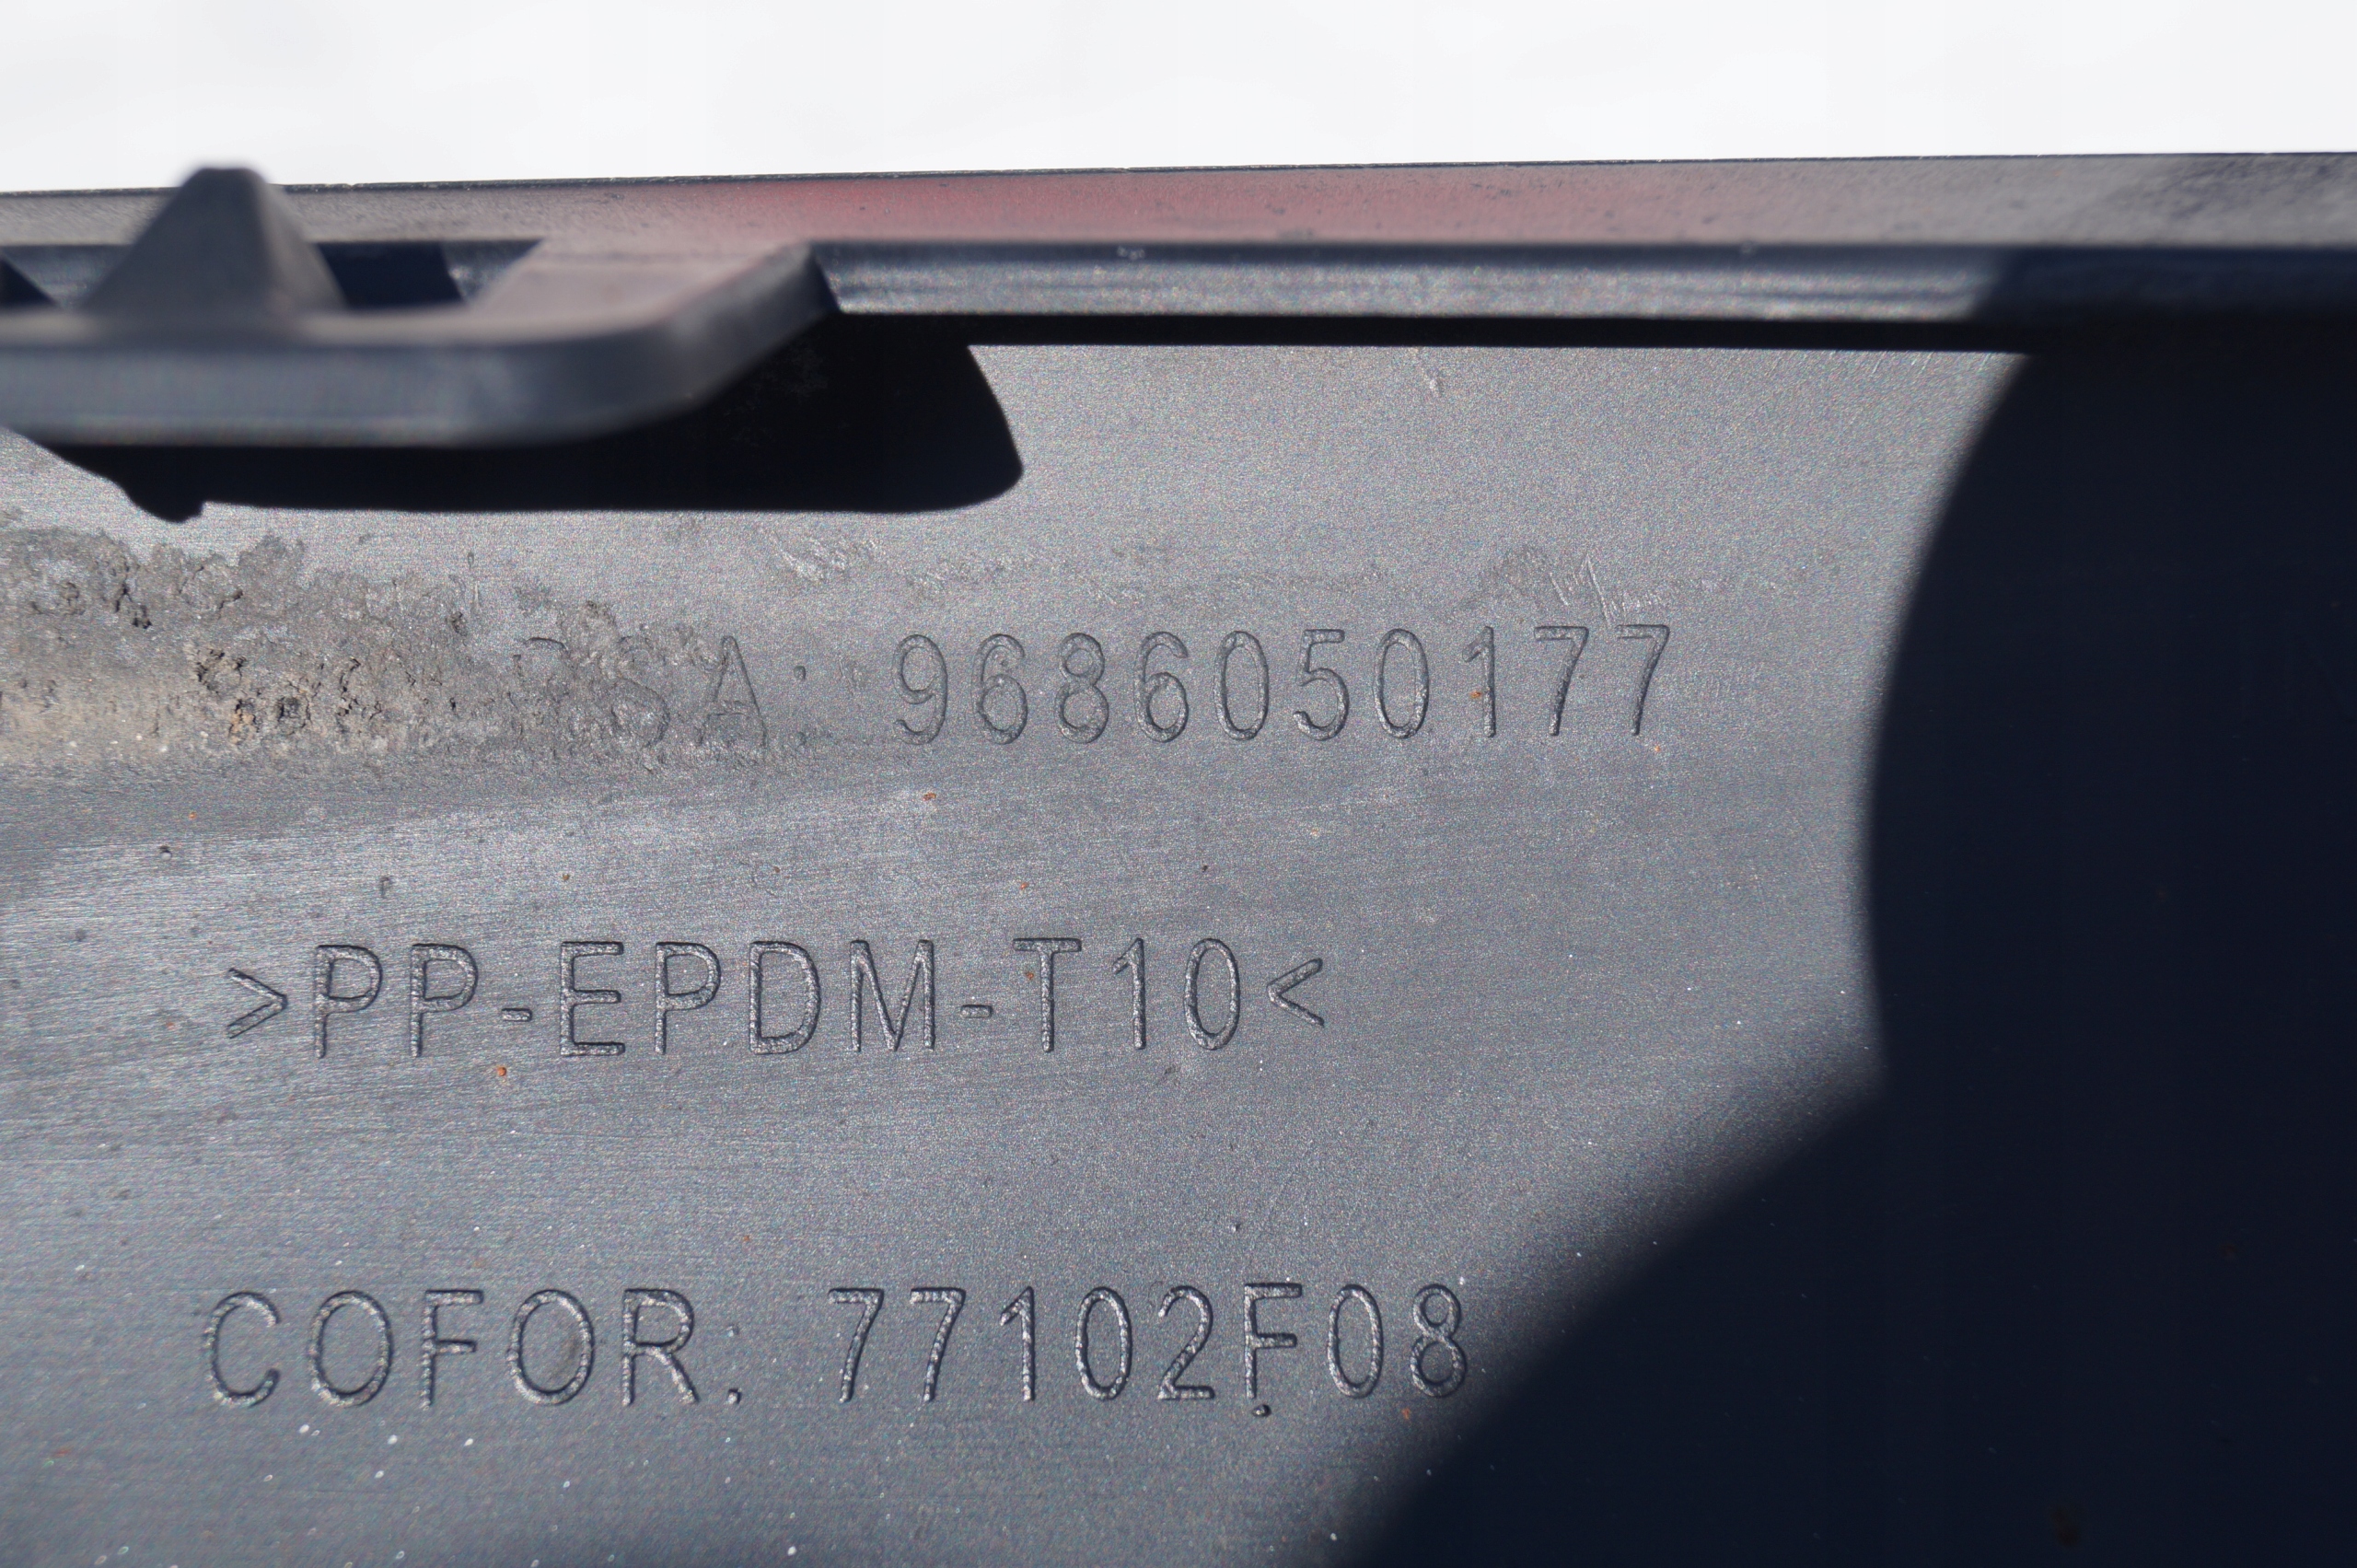 PSA: 9686050177
>PP-EPDM-T10<
COFOR. 77102F08